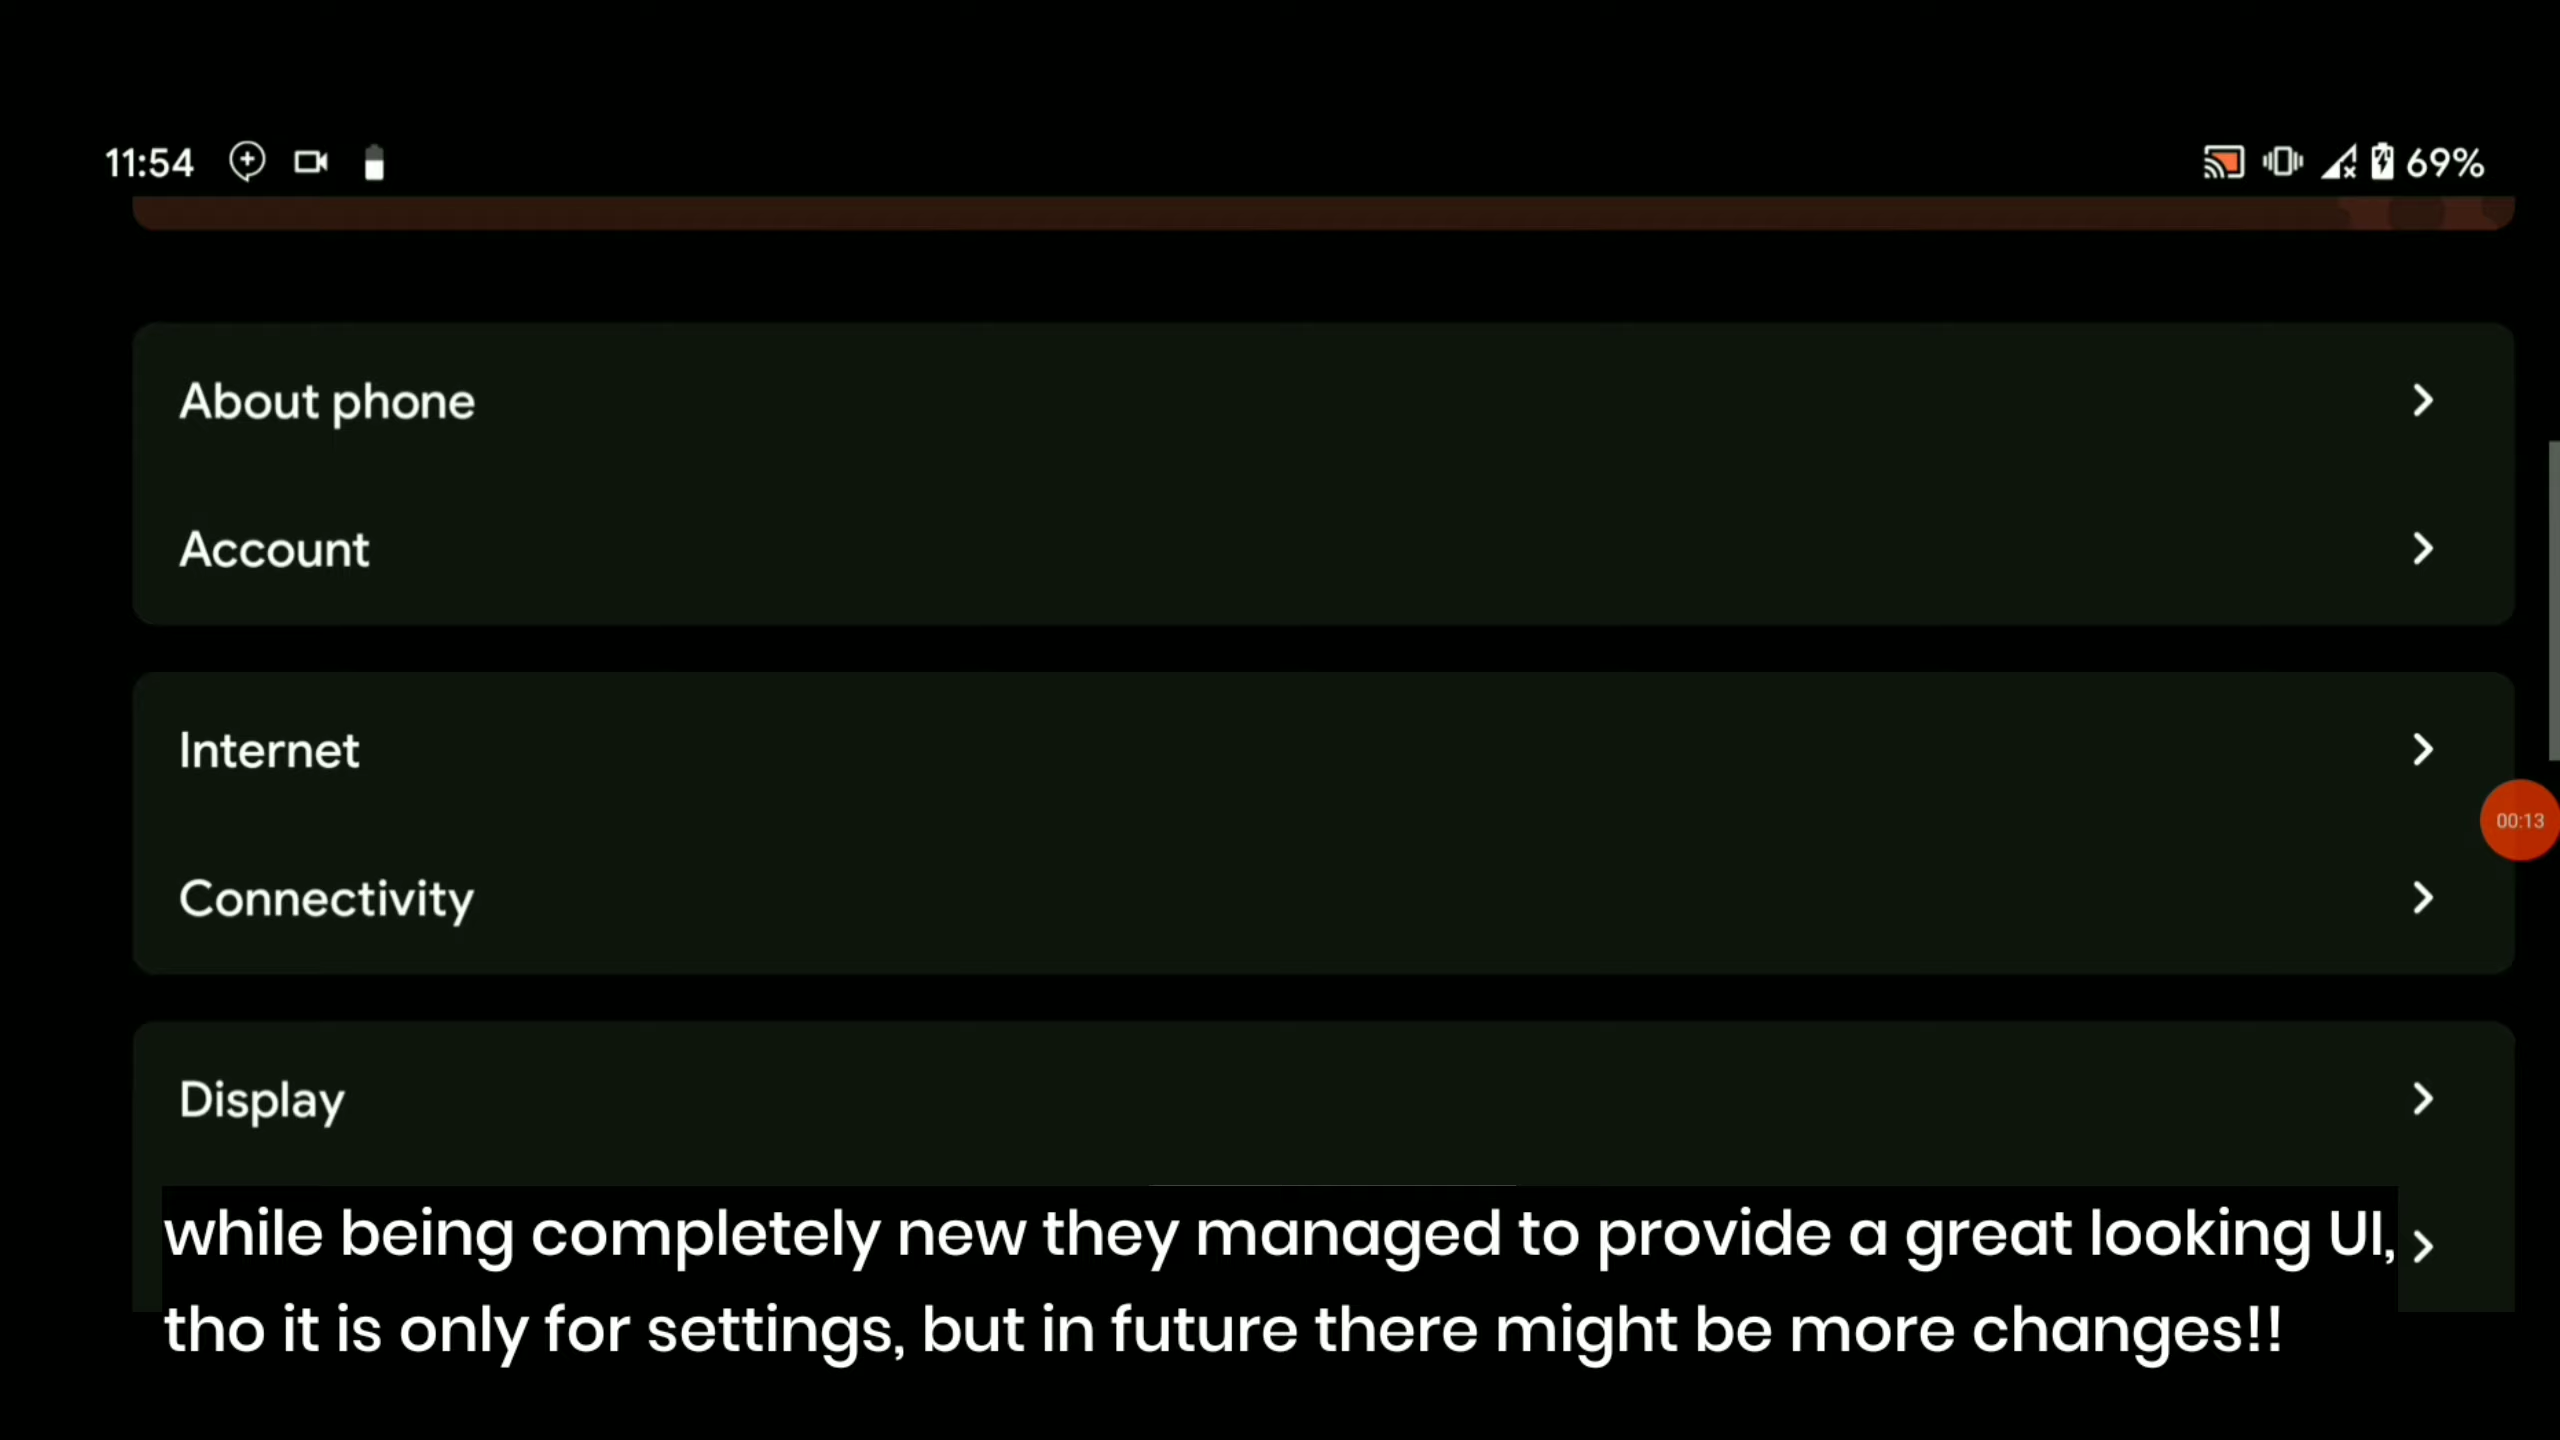 11:54 69%
About phone
Account
Internet
Connectivity
00:13
Display
while being completely new they managed to provide a great looking UI,
tho it is only for settings, but in future there might be more changes!!